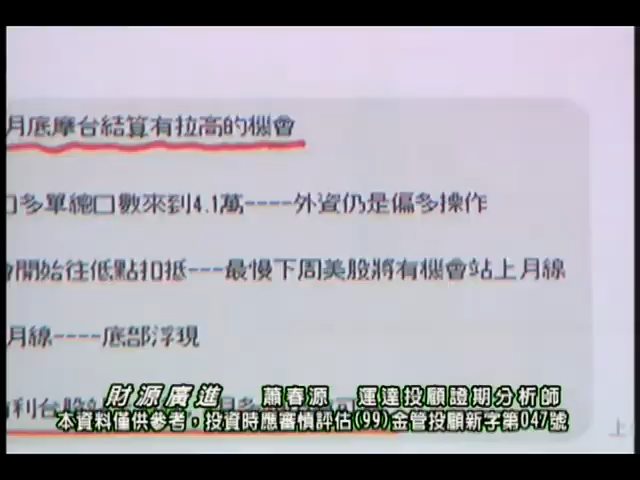 月底摩台結算有拉高的機會
口多單總口數來到4.1萬----外資仍是偏多操作
開始往低點扣抵---最慢下周美股將有機會站上月線
月線----底部浮現
利台股
財源廣進 蕭春源 運達投顧證期分析師
本資料僅供參考，投資時應審慎評估(99)金管投顧新字第047號
上